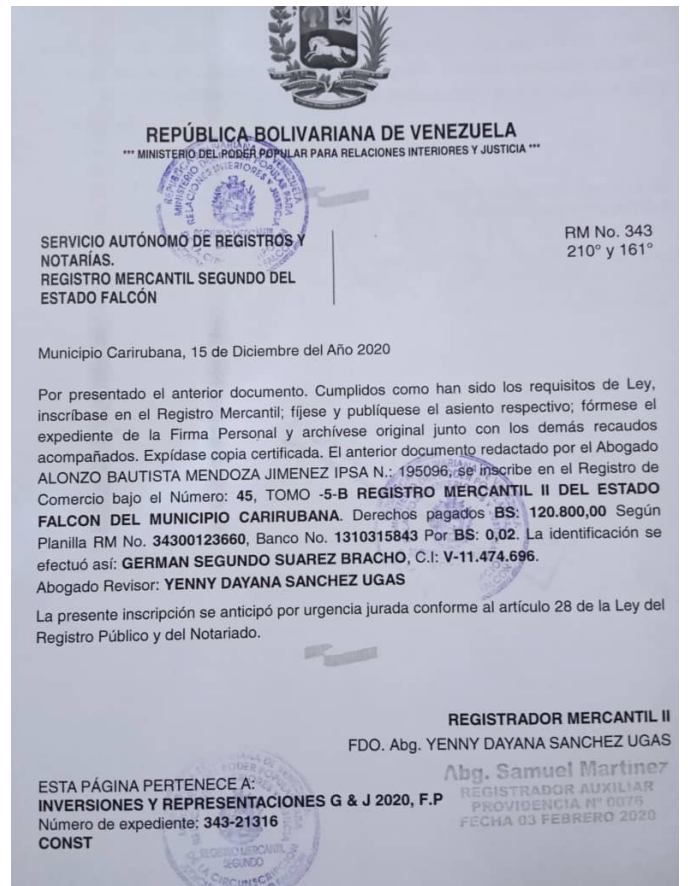 REPÚBLICA BOLIVARIANA DE VENEZUELA
*** MINISTERIO DEL PODER POPULAR PARA RELACIONES INTERIORES Y JUSTICIA ***
SERVICIO AUTÓNOMO DE REGISTROS Y
NOTARÍAS.
REGISTRO MERCANTIL SEGUNDO DEL
ESTADO FALCÓN
RM No. 343
210° y 161°
Municipio Carirubana, 15 de Diciembre del Año 2020
Por presentado el anterior documento. Cumplidos como han sido los requisitos de Ley,
inscríbase en el Registro Mercantil; fíjese y publíquese el asiento respectivo; fórmese el
expediente de la Firma Personal y archívese original junto con los demás recaudos
acompañados. Expídase copia certificada. El anterior documento redactado por el Abogado
ALONZO BAUTISTA MENDOZA JIMENEZ IPSA N.: 195096, se inscribe en el Registro de
Comercio bajo el Número: 45, TOMO -5-B REGISTRO MERCANTIL II DEL ESTADO
FALCON DEL MUNICIPIO CARIRUBANA. Derechos pagados BS: 120.800,00 Según
Planilla RM No. 34300123660, Banco No. 1310315843 Por BS: 0,02. La identificación se
efectuó así: GERMAN SEGUNDO SUAREZ BRACHO, C.I: V-11.474.696.
Abogado Revisor: YENNY DAYANA SANCHEZ UGAS
La presente inscripción se anticipó por urgencia jurada conforme al artículo 28 de la Ley del
Registro Público y del Notariado.
REGISTRADOR MERCANTIL II
FDO. Abg. YENNY DAYANA SANCHEZ UGAS
Abg. Samuel Martinez
REGISTRADOR AUXILIAR
PROVIDENCIA N° 0076
FECHA 03 FEBRERO 2020
ESTA PÁGINA PERTENECE A:
INVERSIONES Y REPRESENTACIONES G & J 2020, F.P
Número de expediente: 343-21316
CONST